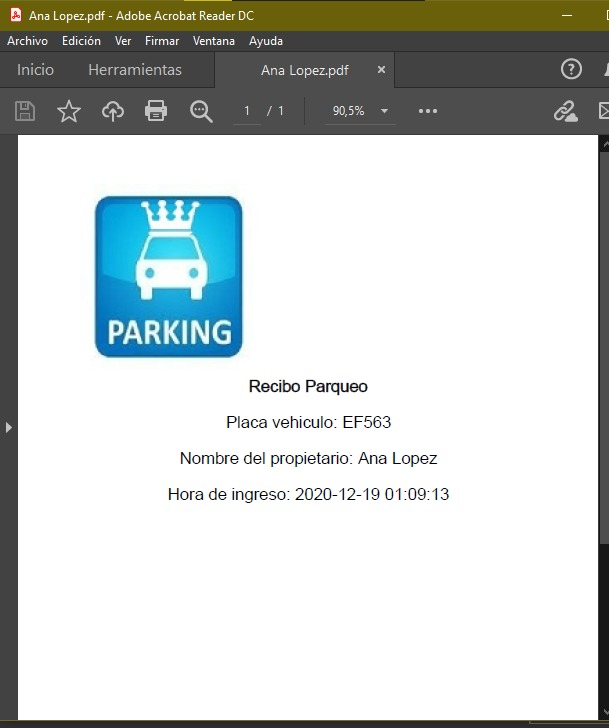 Ana Lopez.pdf - Adobe Acrobat Reader DC
Archivo Edición Ver Firmar Ventana Ayuda
Inicio Herramientas Ana Lopez.pdf ×
1 / 1 90,5%
PARKING
Recibo Parqueo
Placa vehiculo: EF563
Nombre del propietario: Ana Lopez
Hora de ingreso: 2020-12-19 01:09:13